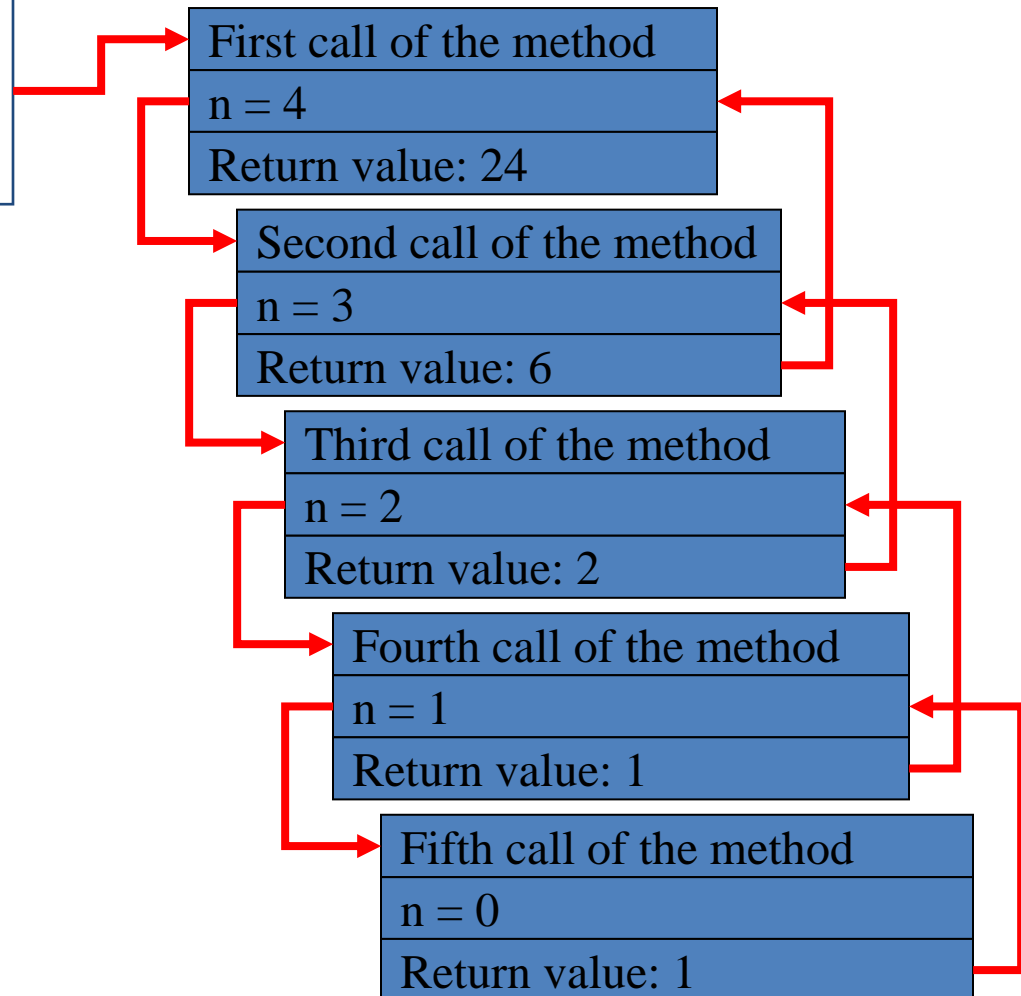 First call of the method
n = 4
Return value: 24
Second call of the method
n = 3
Return value: 6
Third call of the method
n = 2
Return value: 2
Fourth call of the method
n = 1
Return value: 1
Fifth call of the method
n = 0
Return value: 1